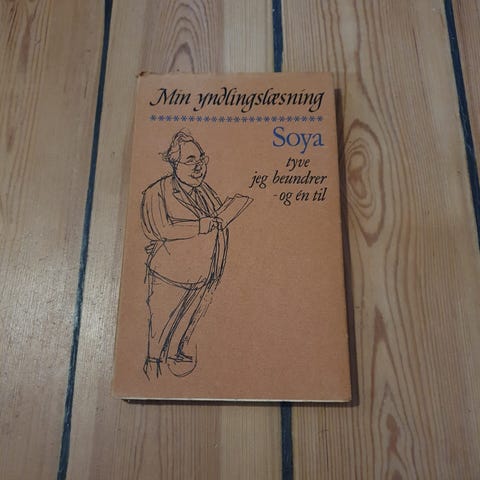 Min yndlingslæsning
**********************
Soya
tyve
jeg beundrer
- og én til